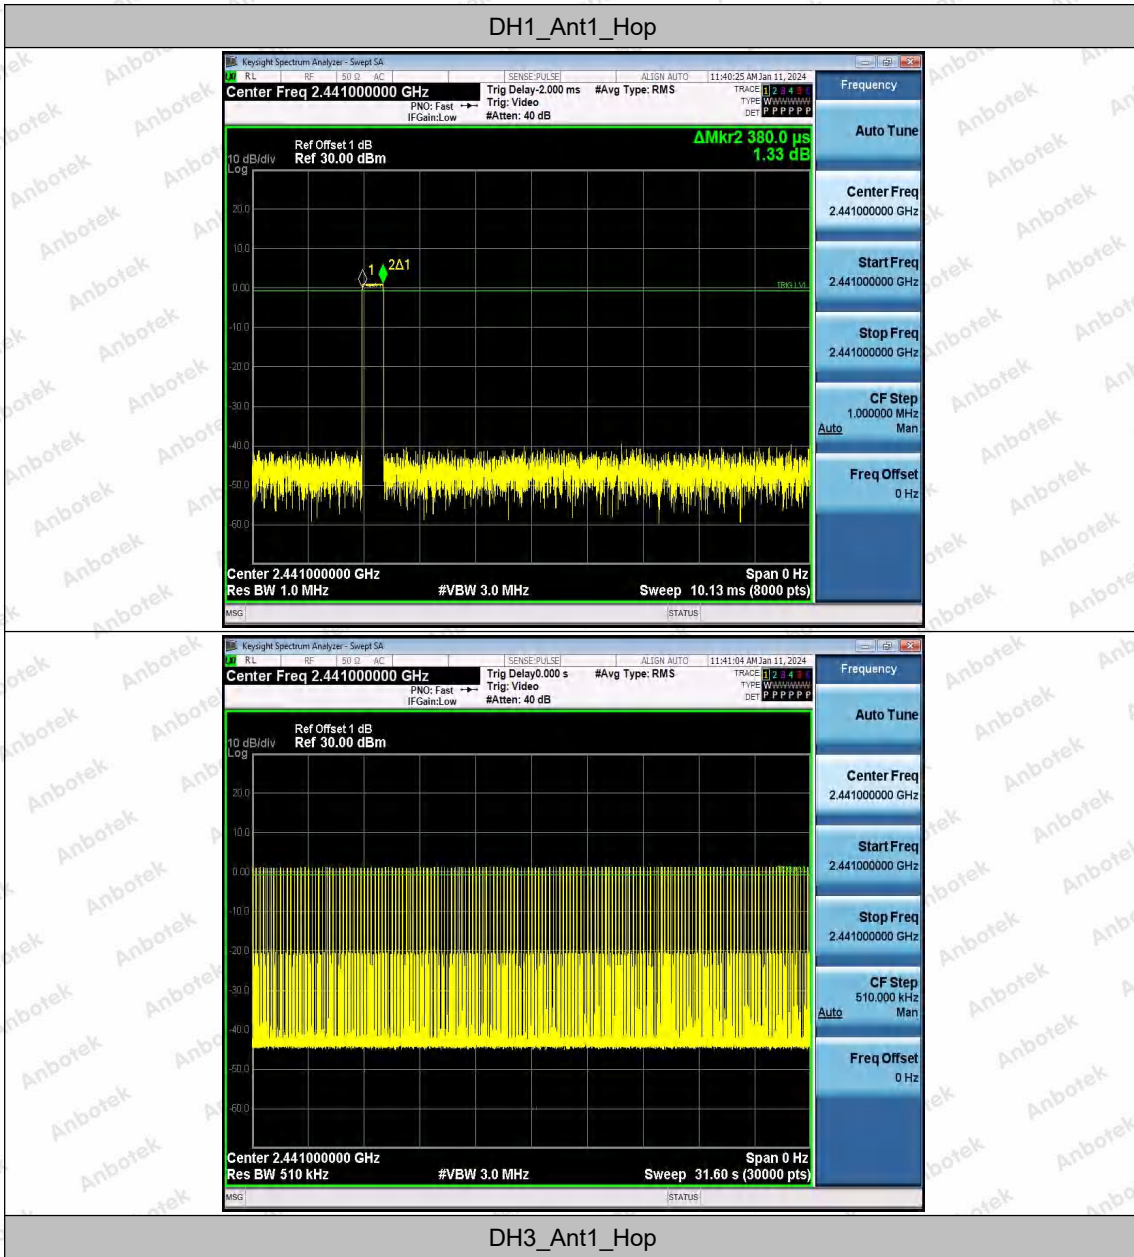 DH1_Ant1_Hop
Keysight Spectrum Analyzer - Swept SA
RL RF 50 Ω AC SENSE:PULSE ALIGN AUTO 11:40:25 AM Jan 11, 2024
Center Freq 2.441000000 GHz
PNO: Fast
IFGain:Low
Trig Delay-2.000 ms
Trig: Video
#Atten: 40 dB
#Avg Type: RMS
TRACE 1 2 3 4 5 6
TYPE WWWWWW
DET P P P P P P
Frequency
Auto Tune
Center Freq
2.441000000 GHz
Start Freq
2.441000000 GHz
Stop Freq
2.441000000 GHz
CF Step
1.000000 MHz
Auto Man
Freq Offset
0 Hz
ΔMkr2 380.0 µs
1.33 dB
Ref Offset 1 dB
10 dB/div Ref 30.00 dBm
Log
20.0
10.0
0.00
-10.0
-20.0
-30.0
-40.0
-50.0
-60.0
1
2Δ1
TRIG LVL
Center 2.441000000 GHz Span 0 Hz
Res BW 1.0 MHz #VBW 3.0 MHz Sweep 10.13 ms (8000 pts)
MSG STATUS
Keysight Spectrum Analyzer - Swept SA
RL RF 50 Ω AC SENSE:PULSE ALIGN AUTO 11:41:04 AM Jan 11, 2024
Center Freq 2.441000000 GHz
PNO: Fast
IFGain:Low
Trig Delay0.000 s
Trig: Video
#Atten: 40 dB
#Avg Type: RMS
TRACE 1 2 3 4 5 6
TYPE WWWWWW
DET P P P P P P
Frequency
Auto Tune
Center Freq
2.441000000 GHz
Start Freq
2.441000000 GHz
Stop Freq
2.441000000 GHz
CF Step
510.000 kHz
Auto Man
Freq Offset
0 Hz
Ref Offset 1 dB
10 dB/div Ref 30.00 dBm
Log
20.0
10.0
0.00
-10.0
-20.0
-30.0
-40.0
-60.0
Center 2.441000000 GHz Span 0 Hz
Res BW 510 kHz #VBW 3.0 MHz Sweep 31.60 s (30000 pts)
MSG STATUS
DH3_Ant1_Hop
Anbotek